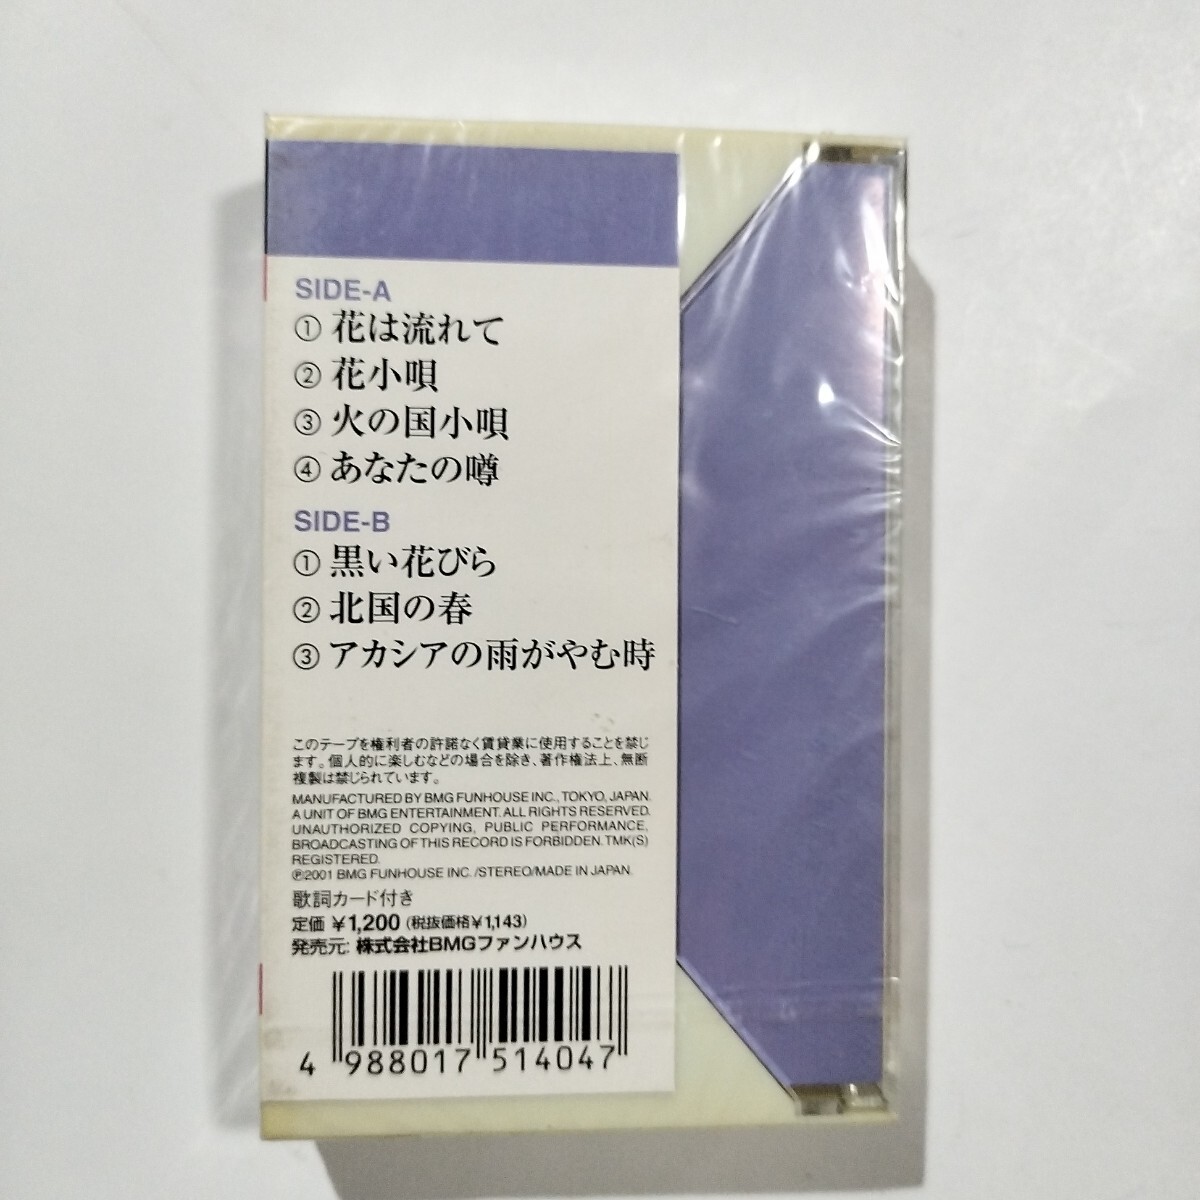 SIDE-A
① 花は流れて
② 花小唄
③ 火の国小唄
④ あなたの噂
SIDE-B
① 黒い花びら
② 北国の春
③ アカシアの雨がやむ時
このテープを権利者の許諾なく賃貸業に使用することを禁じ
ます。個人的に楽しむなどの場合を除き、著作権法上、無断
複製は禁じられています。
MANUFACTURED BY BMG FUNHOUSE INC., TOKYO, JAPAN.
A UNIT OF BMG ENTERTAINMENT. ALL RIGHTS RESERVED.
UNAUTHORIZED COPYING, PUBLIC PERFORMANCE,
BROADCASTING OF THIS RECORD IS FORBIDDEN. TMK(S)
REGISTERED.
℗2001 BMG FUNHOUSE INC. /STEREO/MADE IN JAPAN.
歌詞カード付き
定価 ¥1,200 (税抜価格¥1,143)
発売元: 株式会社BMGファンハウス
4 988017 514047